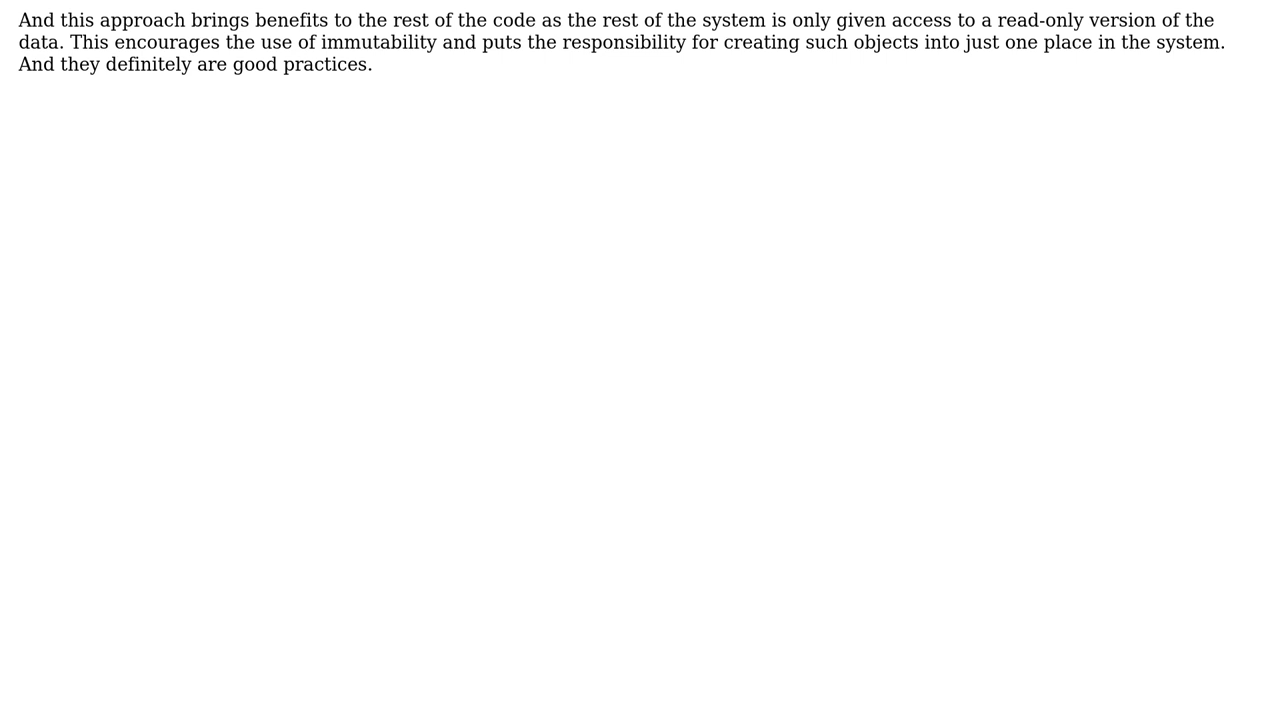 And this approach brings benefits to the rest of the code as the rest of the system is only given access to a read-only version of the
data. This encourages the use of immutability and puts the responsibility for creating such objects into just one place in the system.
And they definitely are good practices.